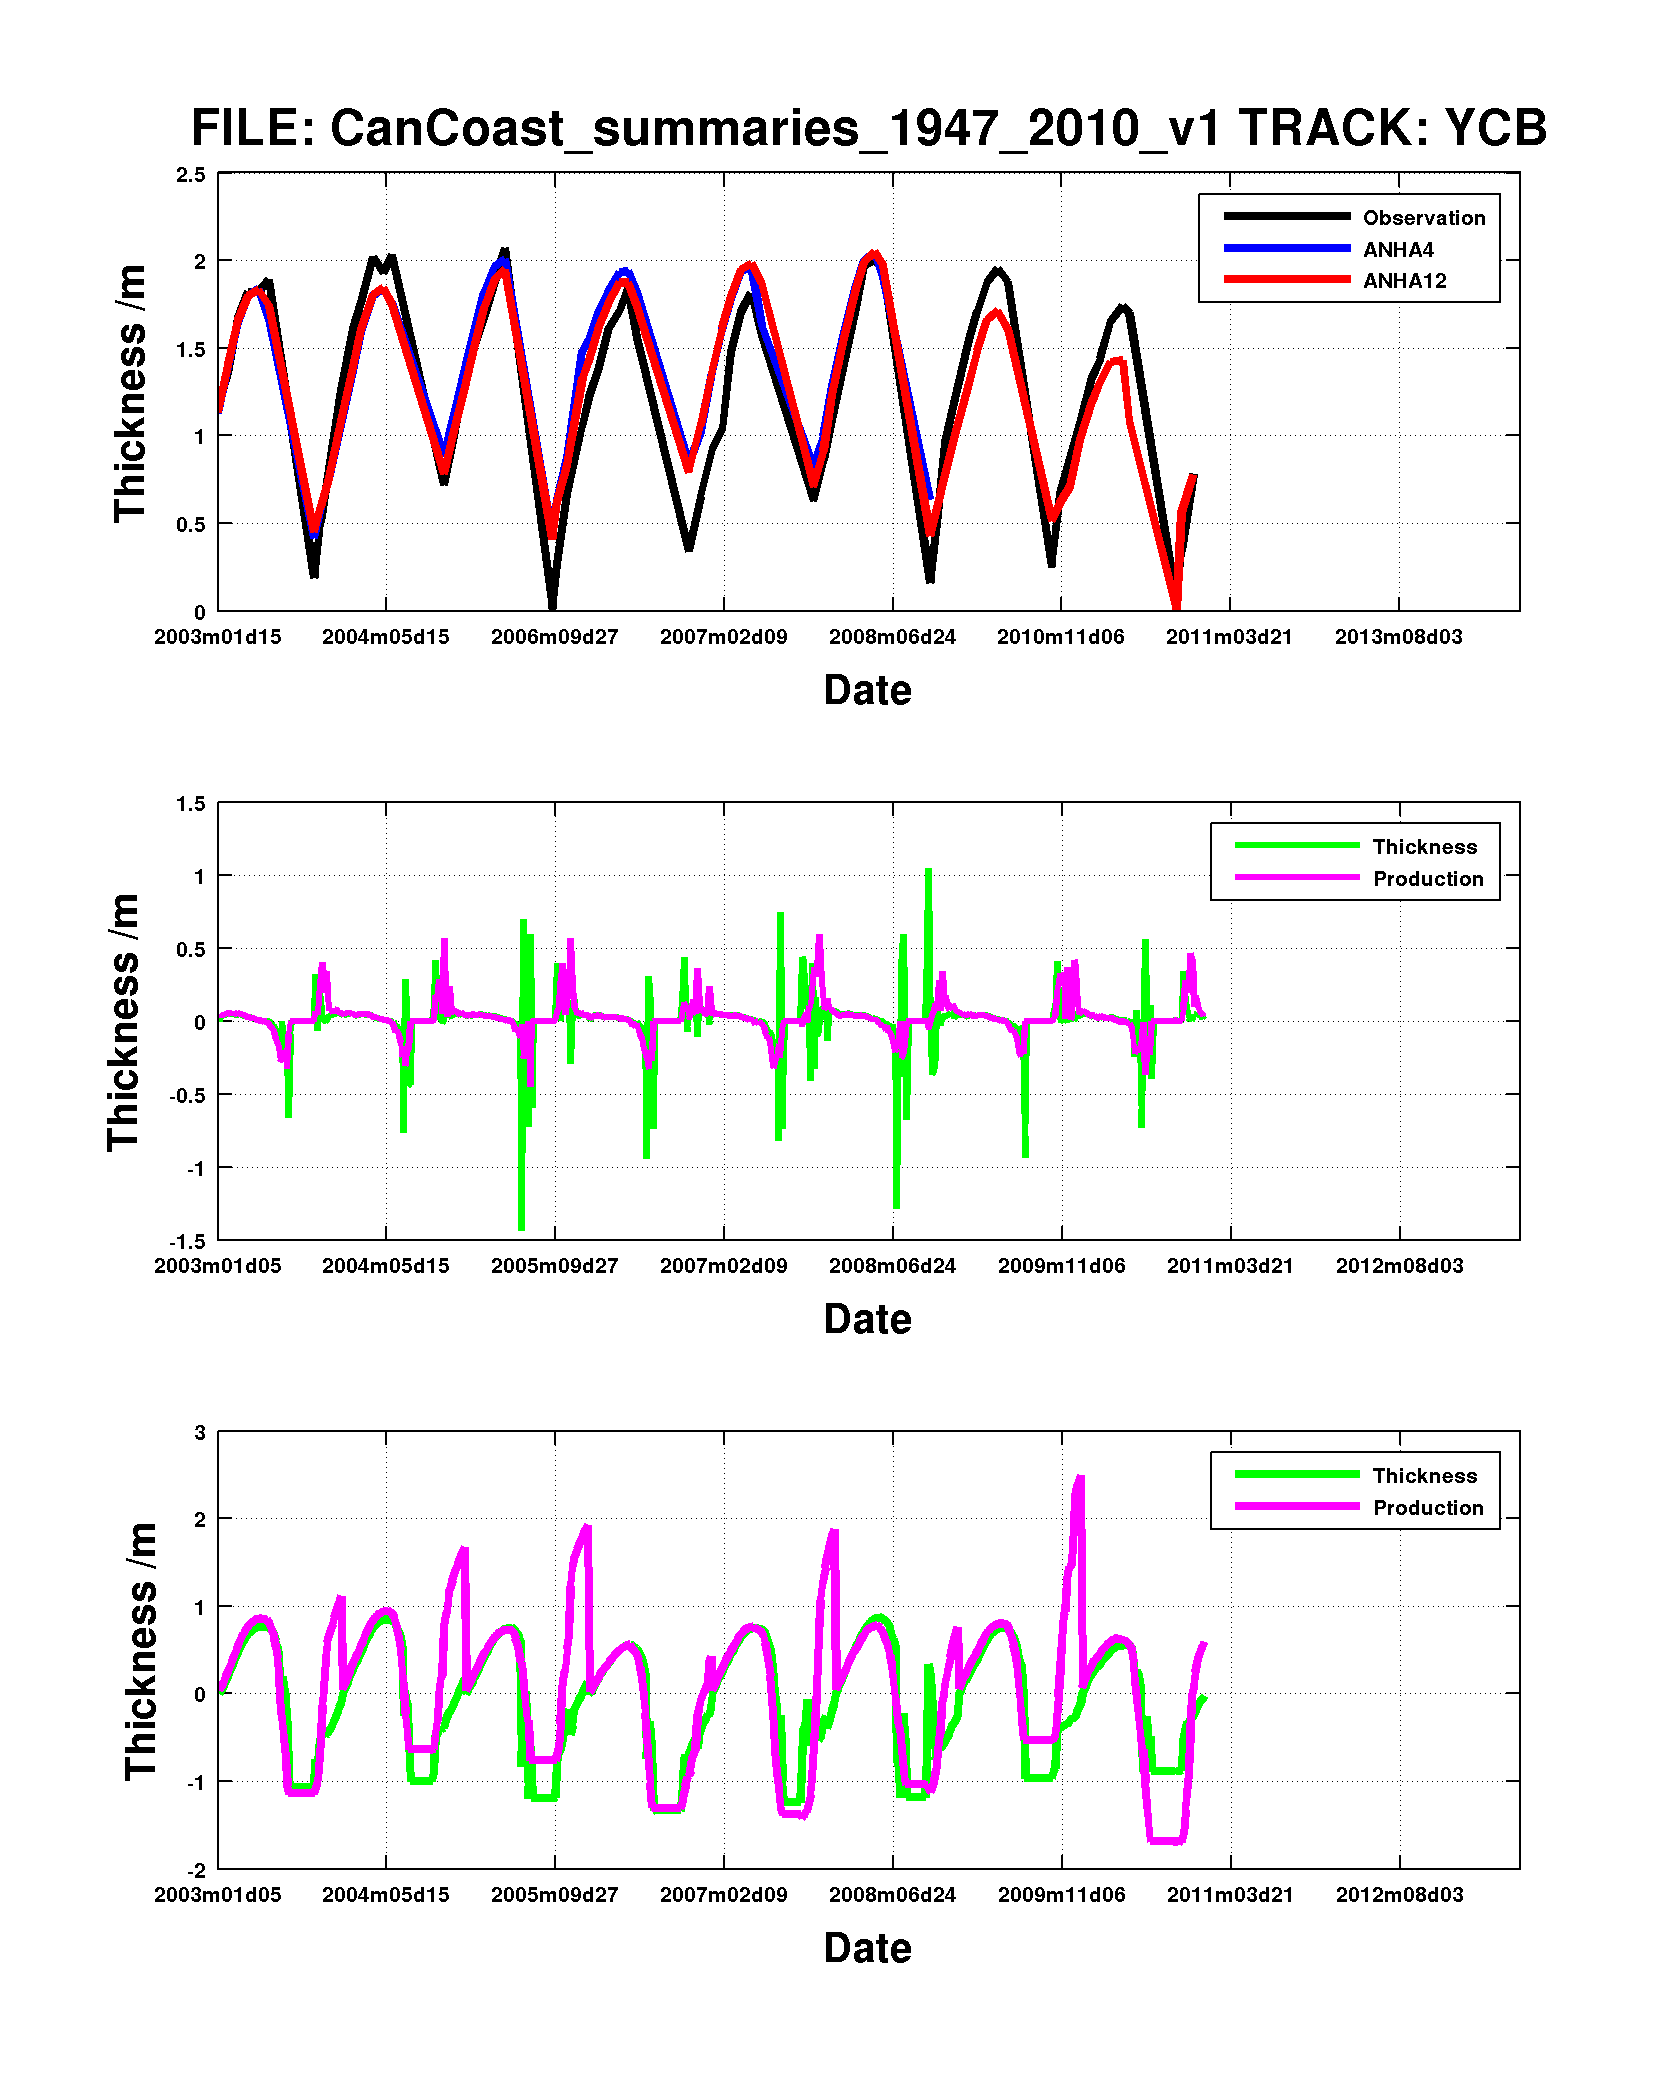 FILE: CanCoast_summaries_1947_2010_v1 TRACK: YCB
Thickness /m
2.5
2
1.5
1
0.5
0
Observation
ANHA4
ANHA12
2003m01d15 2004m05d15 2006m09d27 2007m02d09 2008m06d24 2010m11d06 2011m03d21 2013m08d03
Date
Thickness /m
1.5
1
0.5
0
-0.5
-1
-1.5
Thickness
Production
2003m01d05 2004m05d15 2005m09d27 2007m02d09 2008m06d24 2009m11d06 2011m03d21 2012m08d03
Date
Thickness /m
3
2
1
0
-1
-2
Thickness
Production
2003m01d05 2004m05d15 2005m09d27 2007m02d09 2008m06d24 2009m11d06 2011m03d21 2012m08d03
Date